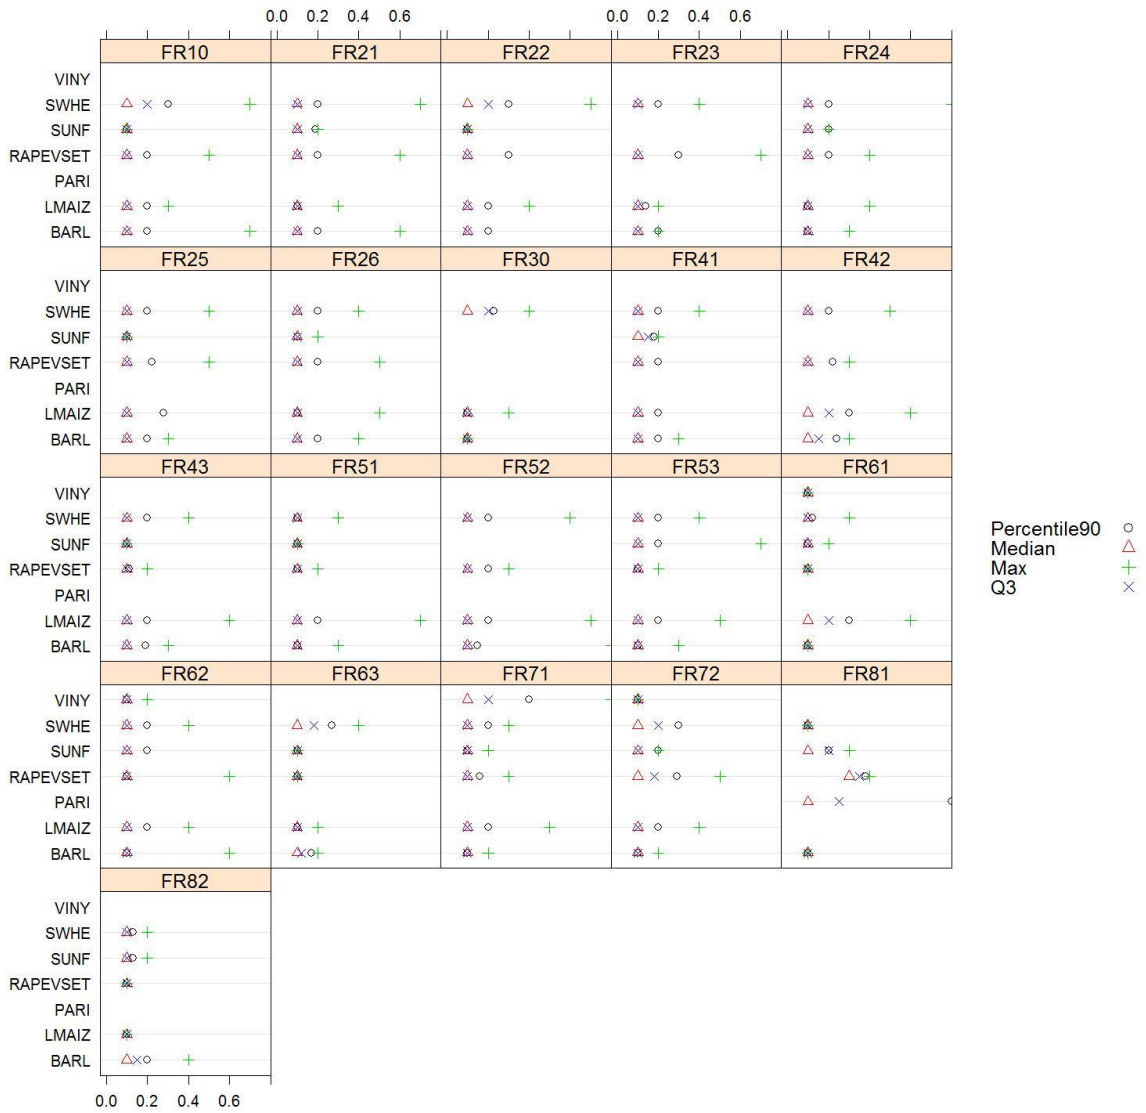 0.0 0.2 0.4 0.6 0.0 0.2 0.4 0.6
FR10 FR21 FR22 FR23 FR24
VINY
SWHE
SUNF
RAPEVSET
PARI
LMAIZ
BARL
FR25 FR26 FR30 FR41 FR42
VINY
SWHE
SUNF
RAPEVSET
PARI
LMAIZ
BARL
FR43 FR51 FR52 FR53 FR61
VINY
SWHE
SUNF
RAPEVSET
PARI
LMAIZ
BARL
Percentile90
Median
Max
Q3
FR62 FR63 FR71 FR72 FR81
VINY
SWHE
SUNF
RAPEVSET
PARI
LMAIZ
BARL
FR82
VINY
SWHE
SUNF
RAPEVSET
PARI
LMAIZ
BARL
0.0 0.2 0.4 0.6